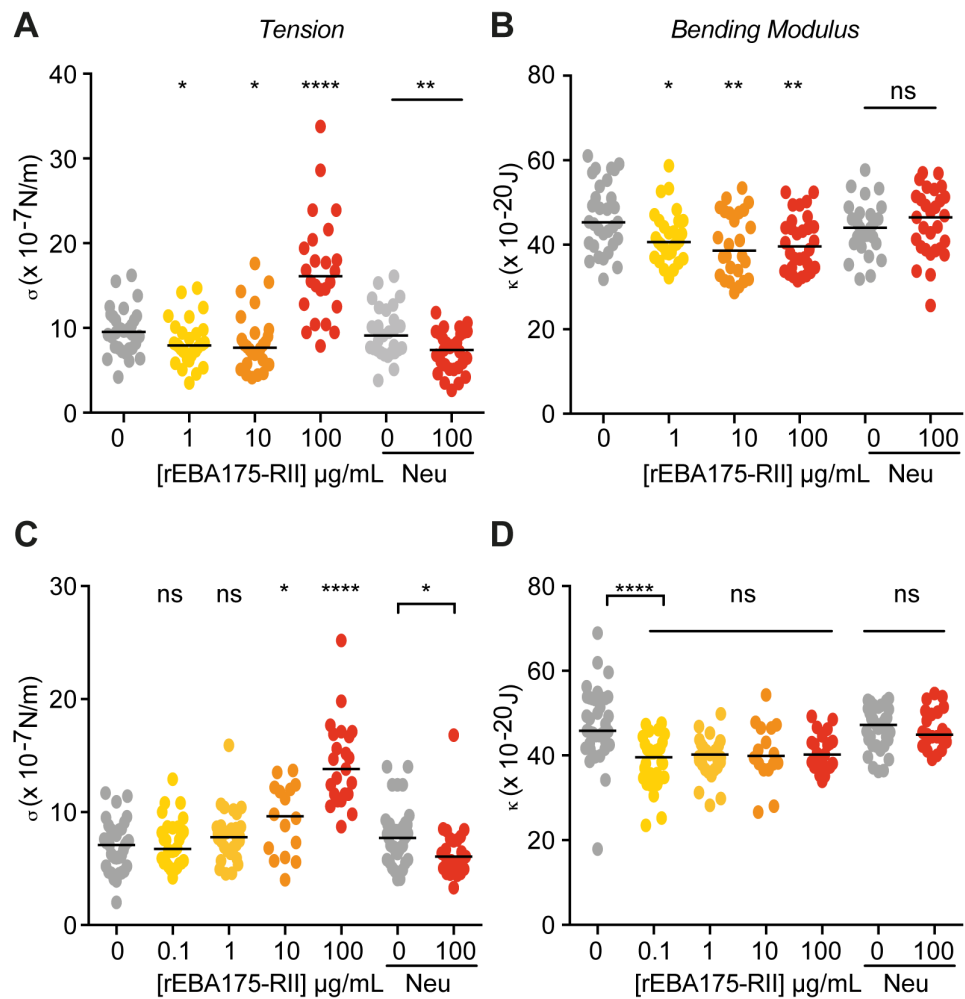 A
Tension
B
Bending Modulus
σ (x 10-7N/m)
40
30
20
10
0
* * **** **
0 1 10 100 0 100
[rEBA175-RII] µg/mL Neu
κ (x 10-20J)
80
60
40
20
0
* ** ** ns
0 1 10 100 0 100
[rEBA175-RII] µg/mL Neu
C
D
σ (x 10-7N/m)
30
20
10
0
ns ns * **** *
0 0.1 1 10 100 0 100
[rEBA175-RII] µg/mL Neu
κ (x 10-20J)
80
60
40
20
0
**** ns ns
0 0.1 1 10 100 0 100
[rEBA175-RII] µg/mL Neu